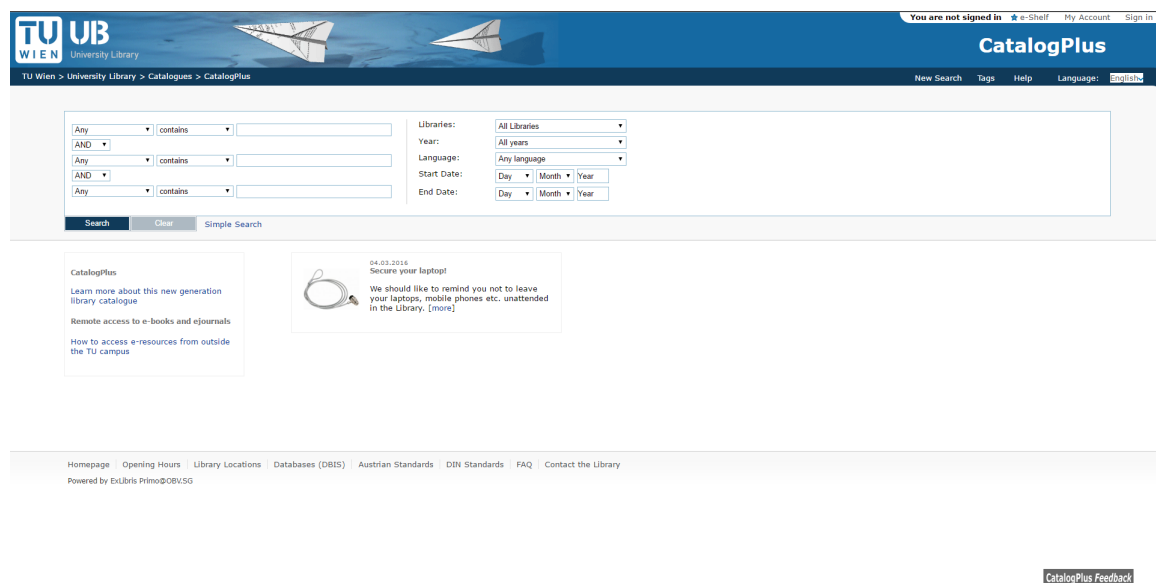 You are not signed in e-Shelf My Account Sign in
TU UB
WIEN University Library
CatalogPlus
TU Wien > University Library > Catalogues > CatalogPlus New Search Tags Help Language: English
Any contains
AND
Any contains
AND
Any contains
Libraries: All Libraries
Year: All years
Language: Any language
Start Date: Day Month Year
End Date: Day Month Year
Search Clear Simple Search
CatalogPlus
Learn more about this new generation
library catalogue
Remote access to e-books and ejournals
How to access e-resources from outside
the TU campus
04.03.2016
Secure your laptop!
We should like to remind you not to leave
your laptops, mobile phones etc. unattended
in the Library. [more]
Homepage Opening Hours Library Locations Databases (DBIS) Austrian Standards DIN Standards FAQ Contact the Library
Powered by ExLibris Primo@OBV.SG
CatalogPlus Feedback